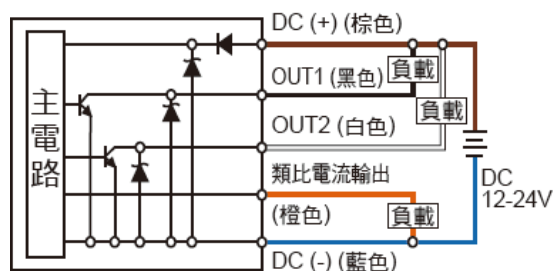 主電路
DC (+) (棕色)
負載
OUT1 (黑色)
負載
OUT2 (白色)
類比電流輸出
(橙色)
負載
DC
12-24V
DC (-) (藍色)